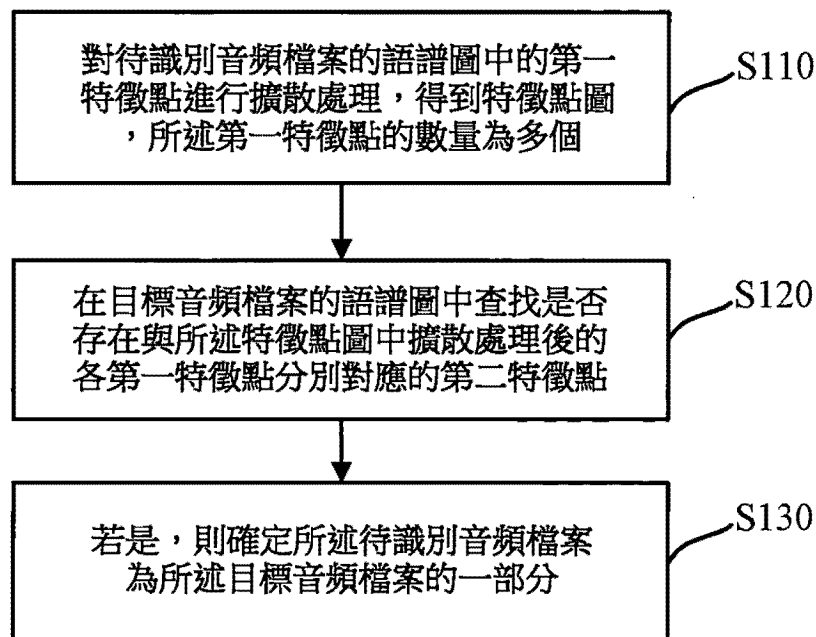 對待識別音頻檔案的語譜圖中的第一
特徵點進行擴散處理，得到特徵點圖
，所述第一特徵點的數量為多個
S110
在目標音頻檔案的語譜圖中查找是否
存在與所述特徵點圖中擴散處理後的
各第一特徵點分別對應的第二特徵點
S120
若是，則確定所述待識別音頻檔案
為所述目標音頻檔案的一部分
S130